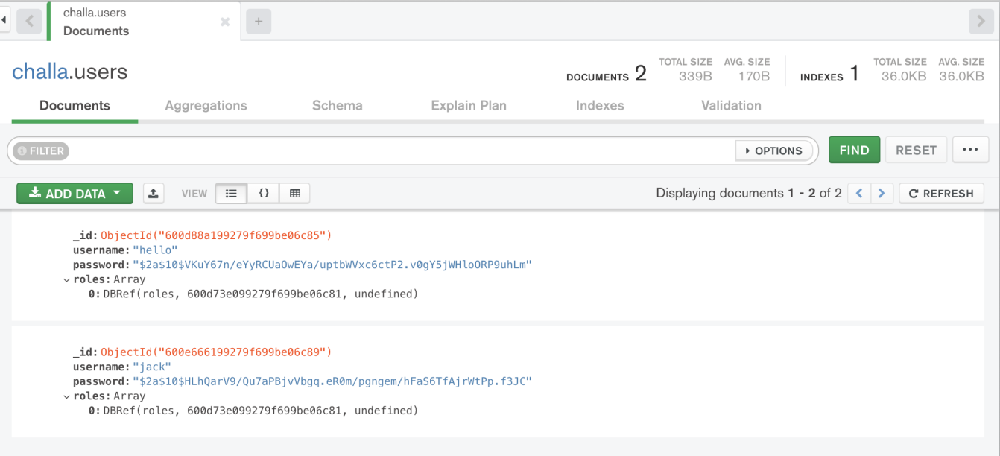 challa.users
Documents
challa.users
DOCUMENTS 2 TOTAL SIZE 339B AVG. SIZE 170B INDEXES 1 TOTAL SIZE 36.0KB AVG. SIZE 36.0KB
Documents Aggregations Schema Explain Plan Indexes Validation
FILTER OPTIONS FIND RESET ...
ADD DATA VIEW {} Displaying documents 1 - 2 of 2 REFRESH
_id: ObjectId("600d88a199279f699be06c85")
username: "hello"
password: "$2a$10$VKuY67n/eYyRCUaOwEYa/uptbWVxc6ctP2.v0gY5jWHloORP9uhLm"
roles: Array
0: DBRef(roles, 600d73e099279f699be06c81, undefined)
_id: ObjectId("600e666199279f699be06c89")
username: "jack"
password: "$2a$10$HLhQarV9/Qu7aPBjvVbgq.eR0m/pgngem/hFaS6TfAjrWtPp.f3JC"
roles: Array
0: DBRef(roles, 600d73e099279f699be06c81, undefined)